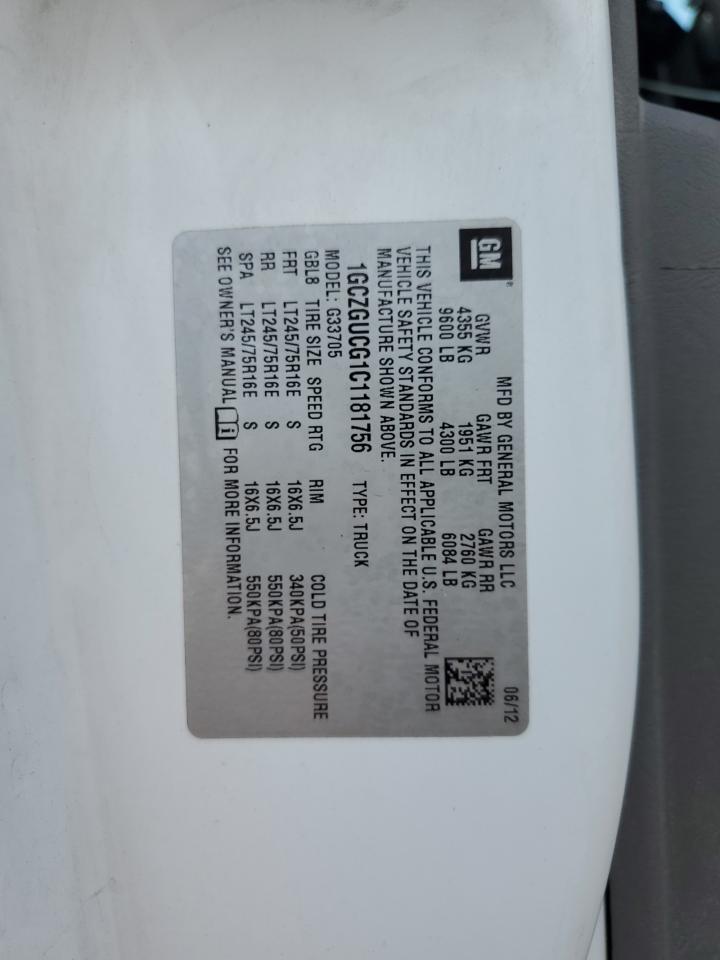 GM®
MFD BY GENERAL MOTORS LLC 06/12
GVWR GAWR FRT GAWR RR
4355 KG 1951 KG 2760 KG
9600 LB 4300 LB 6084 LB
THIS VEHICLE CONFORMS TO ALL APPLICABLE U.S. FEDERAL MOTOR
VEHICLE SAFETY STANDARDS IN EFFECT ON THE DATE OF
MANUFACTURE SHOWN ABOVE.
1GCZGUCG1C1181756 TYPE: TRUCK
MODEL: G33705
GBL8 TIRE SIZE SPEED RTG RIM COLD TIRE PRESSURE
FRT LT245/75R16E S 16X6.5J 340KPA(50PSI)
RR LT245/75R16E S 16X6.5J 550KPA(80PSI)
SPA LT245/75R16E S 16X6.5J 550KPA(80PSI)
SEE OWNER'S MANUAL i FOR MORE INFORMATION.